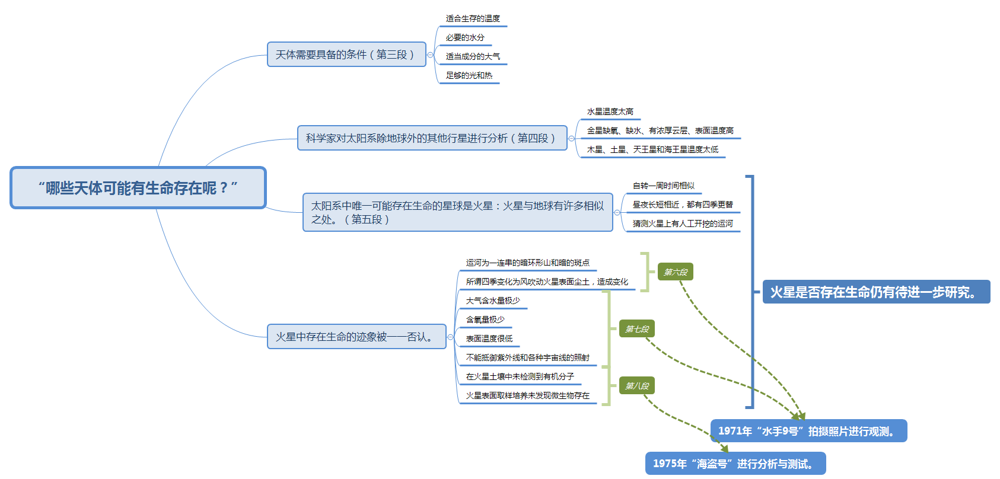 “哪些天体可能有生命存在呢？”
天体需要具备的条件（第三段）
适合生存的温度
必要的水分
适当成分的大气
足够的光和热
科学家对太阳系除地球外的其他行星进行分析（第四段）
水星温度太高
金星缺氧、缺水、有浓厚云层、表面温度高
木星、土星、天王星和海王星温度太低
太阳系中唯一可能存在生命的星球是火星：火星与地球有许多相似
之处。（第五段）
自转一周时间相似
昼夜长短相近，都有四季更替
猜测火星上有人工开挖的运河
火星中存在生命的迹象被一一否认。
运河为一连串的暗环形山和暗的斑点
所谓四季变化为风吹动火星表面尘土，造成变化
第六段
大气含水量极少
含氧量极少
表面温度很低
不能抵御紫外线和各种宇宙线的照射
第七段
在火星土壤中未检测到有机分子
火星表面取样培养未发现微生物存在
第八段
火星是否存在生命仍有待进一步研究。
1971年“水手9号”拍摄照片进行观测。
1975年“海盗号”进行分析与测试。